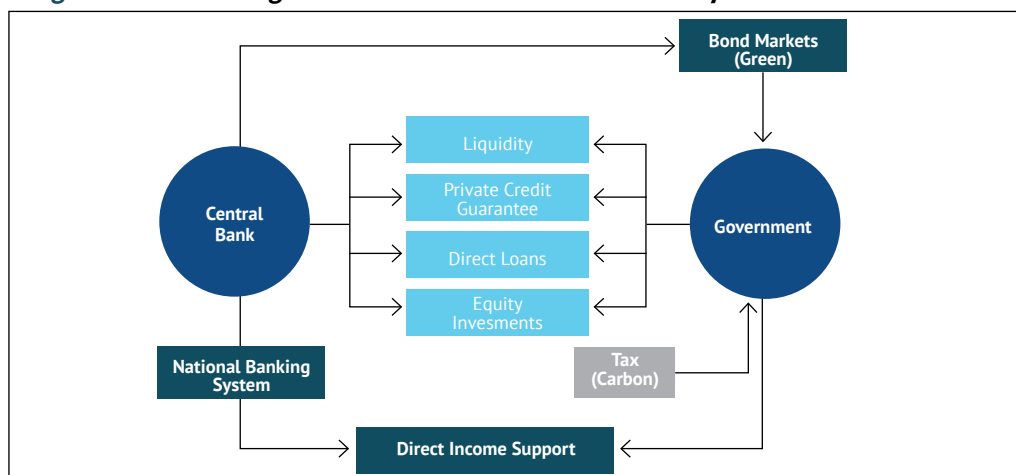 Bond Markets
(Green)
Liquidity
Private Credit
Guarantee
Central
Bank
Government
Direct Loans
Equity
Invesments
National Banking
System
Tax
(Carbon)
Direct Income Support